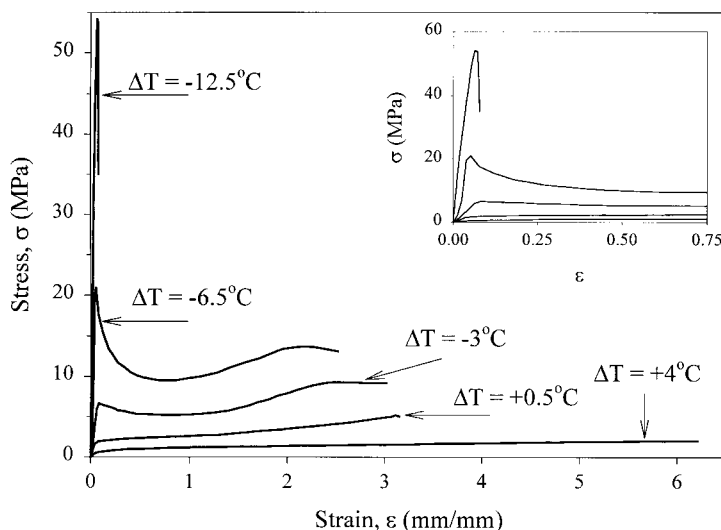 50
40
30
20
10
0
Stress, σ (MPa)
0
1
2
3
4
5
6
Strain, ε (mm/mm)
ΔT = -12.5°C
ΔT = -6.5°C
ΔT = -3°C
ΔT = +0.5°C
ΔT = +4°C
60
40
20
0
σ (MPa)
0.00
0.25
0.50
0.75
ε